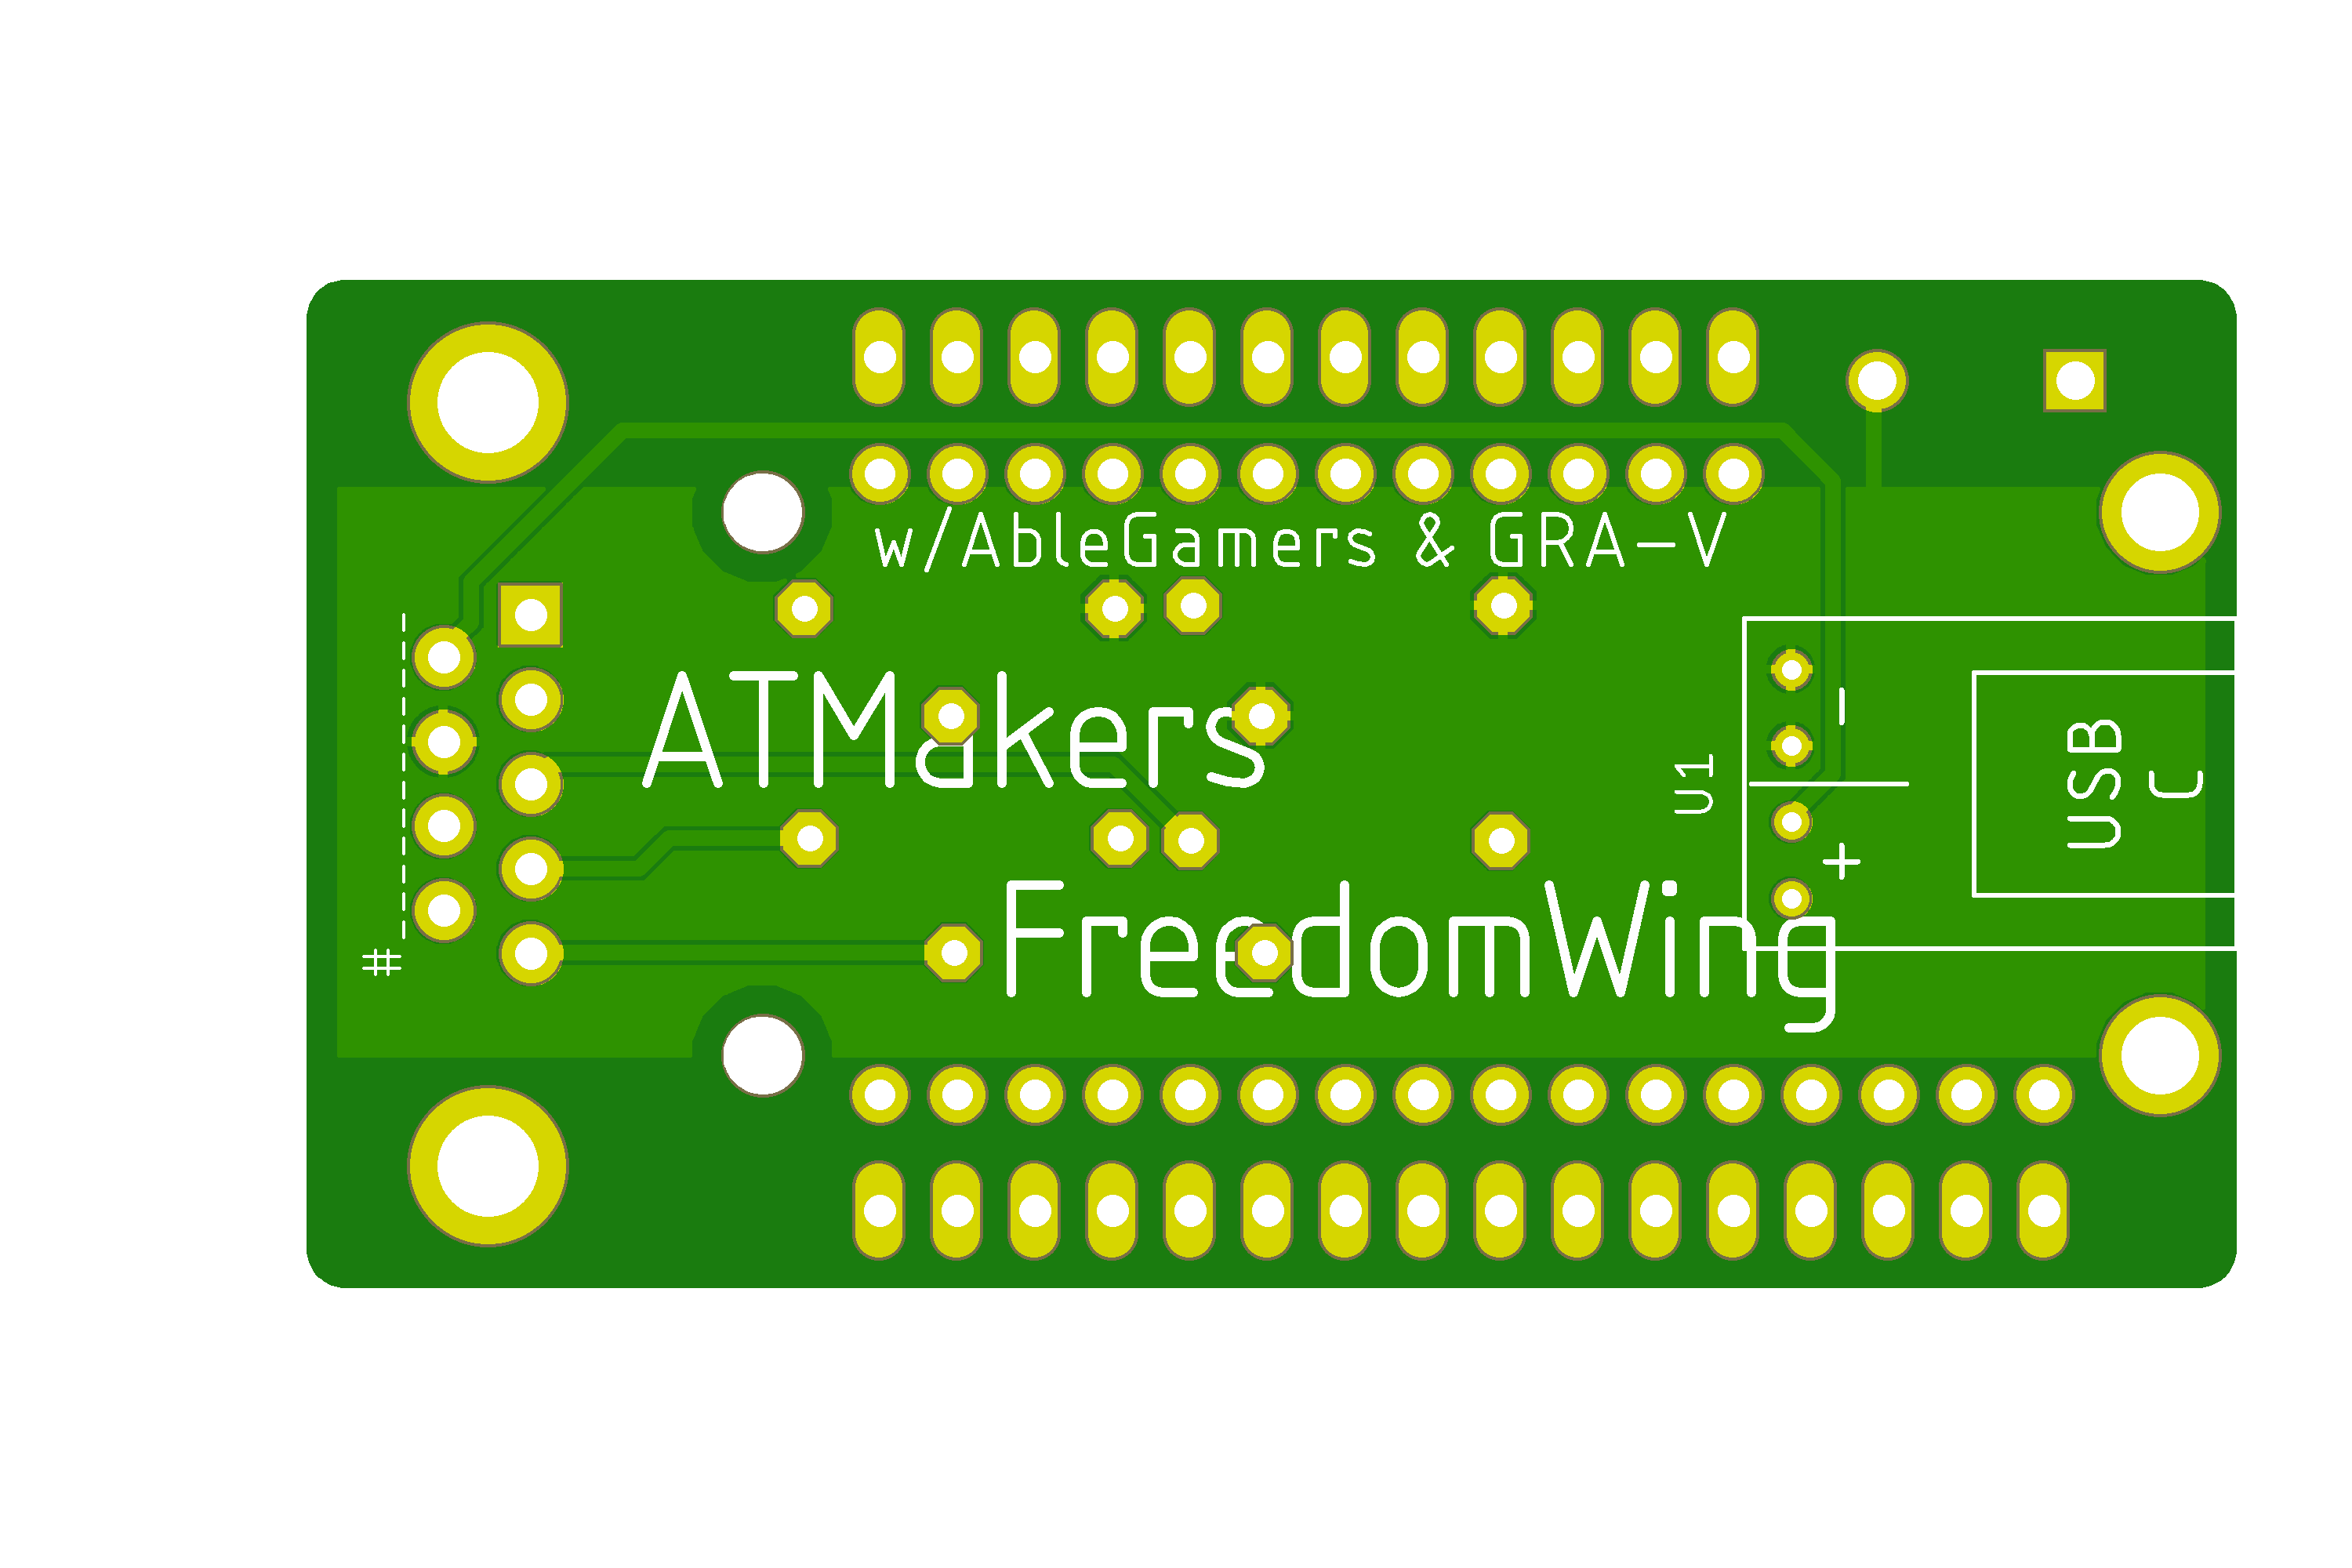 w/AbleGamers & GRA-V
ATMakers
FreedomWing
U1
-
+
USB
C
#